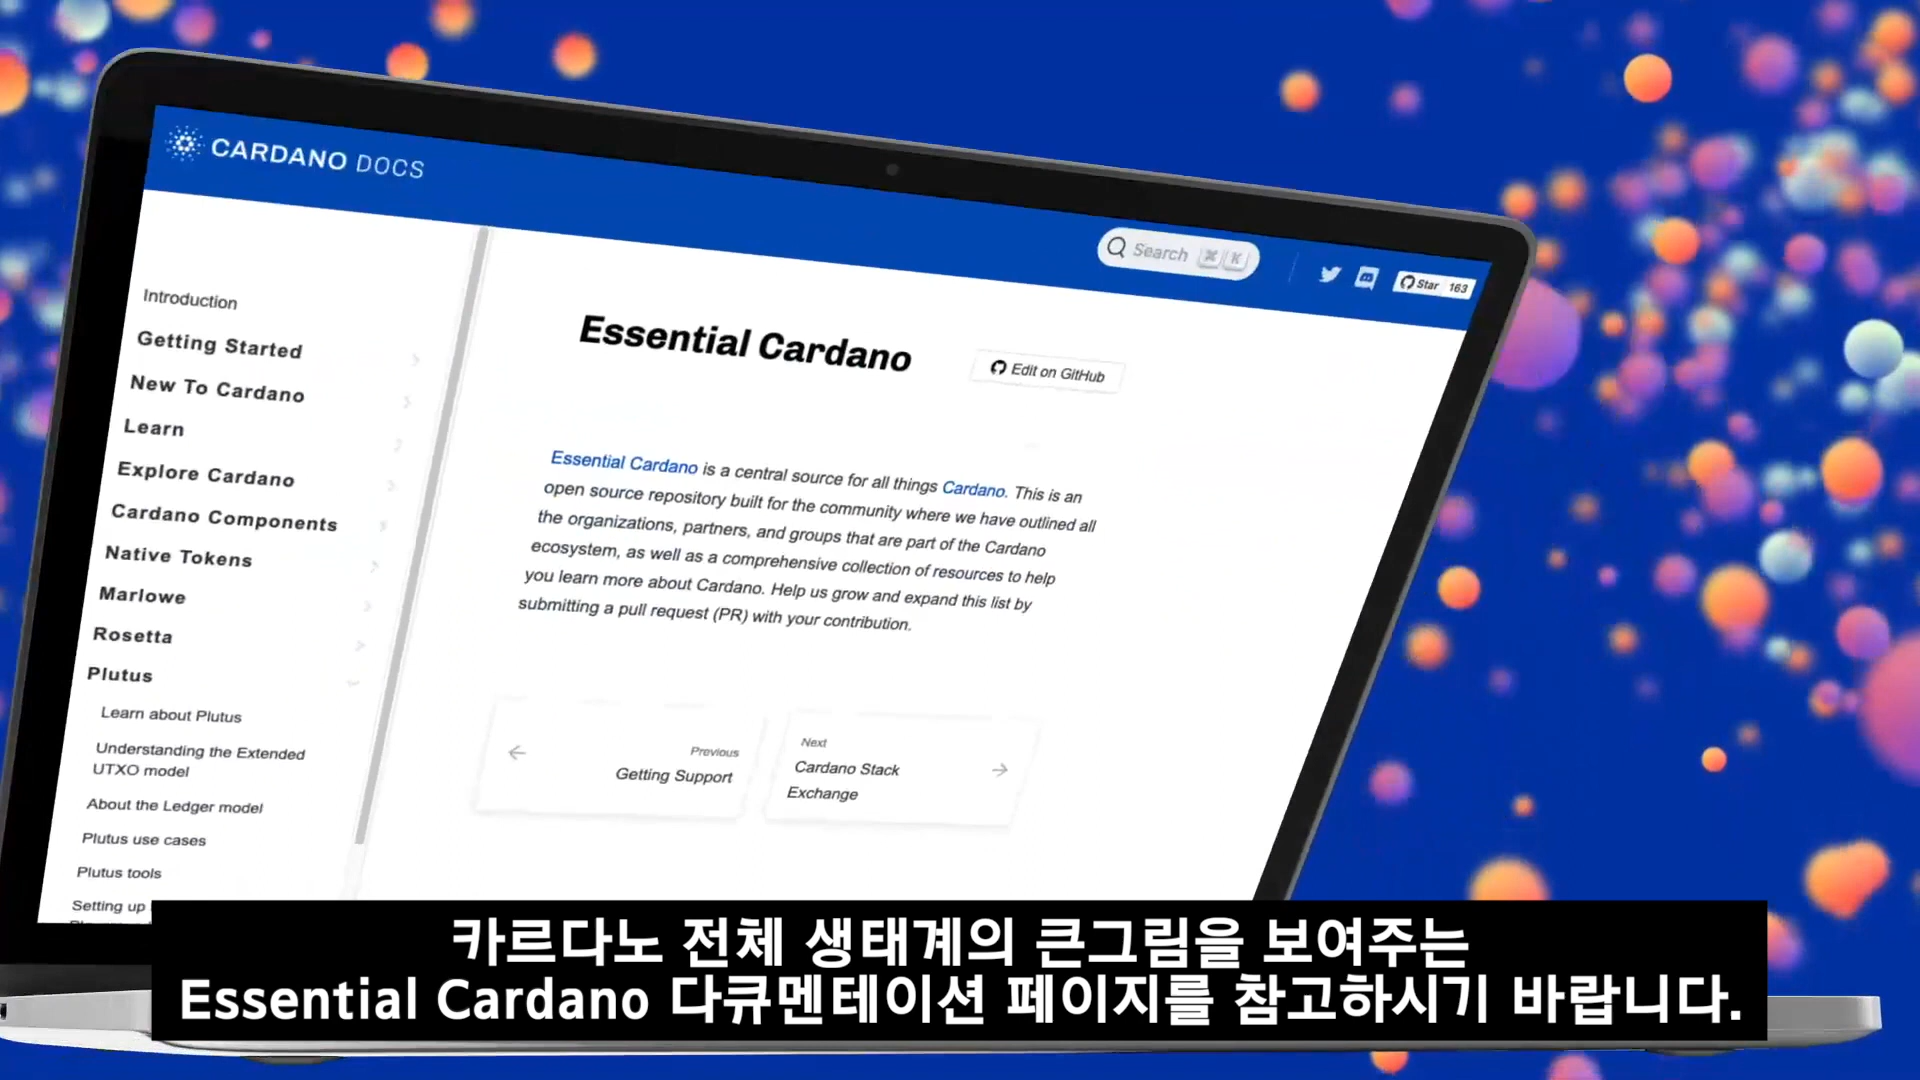 CARDANO DOCS
Search ⌘ K
Star 163
Introduction
Getting Started
New To Cardano
Learn
Explore Cardano
Cardano Components
Native Tokens
Marlowe
Rosetta
Plutus
Learn about Plutus
Understanding the Extended
UTXO model
About the Ledger model
Plutus use cases
Plutus tools
Setting up
Essential Cardano
Edit on GitHub
Essential Cardano is a central source for all things Cardano. This is an
open source repository built for the community where we have outlined all
the organizations, partners, and groups that are part of the Cardano
ecosystem, as well as a comprehensive collection of resources to help
you learn more about Cardano. Help us grow and expand this list by
submitting a pull request (PR) with your contribution.
Previous
Getting Support
Next
Cardano Stack
Exchange
카르다노 전체 생태계의 큰그림을 보여주는
Essential Cardano 다큐멘테이션 페이지를 참고하시기 바랍니다.